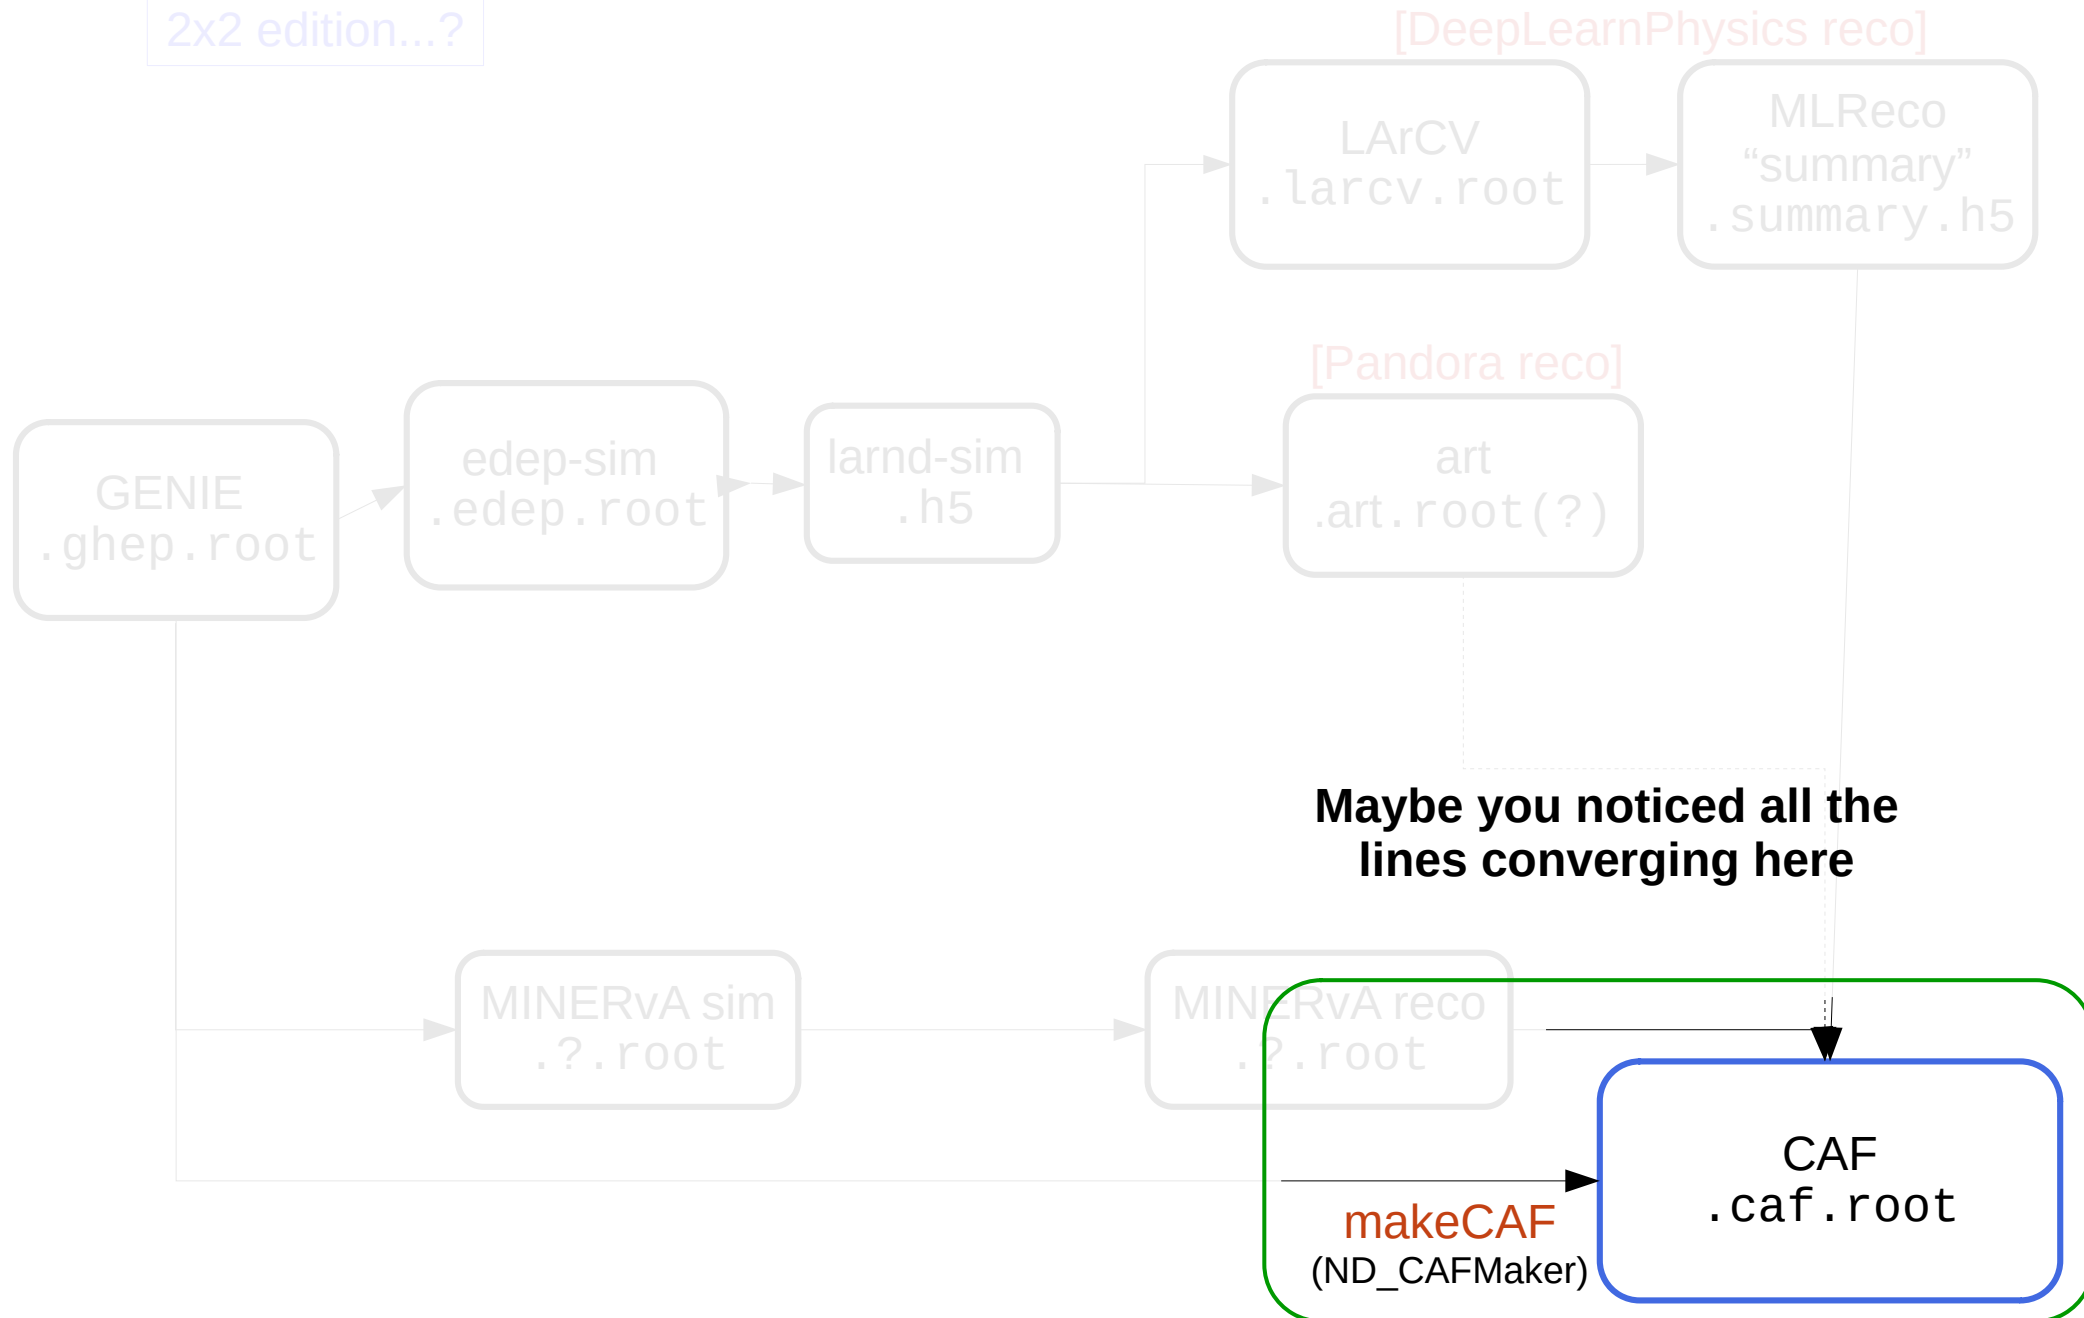 2x2 edition...?
[DeepLearnPhysics reco]
LArCV
.larcv.root
MLReco
“summary”
.summary.h5
[Pandora reco]
GENIE
.ghep.root
edep-sim
.edep.root
larnd-sim
.h5
art
.art.root(?)
Maybe you noticed all the
lines converging here
MINERvA sim
.?.root
MINERvA reco
.?.root
CAF
.caf.root
makeCAF
(ND_CAFMaker)